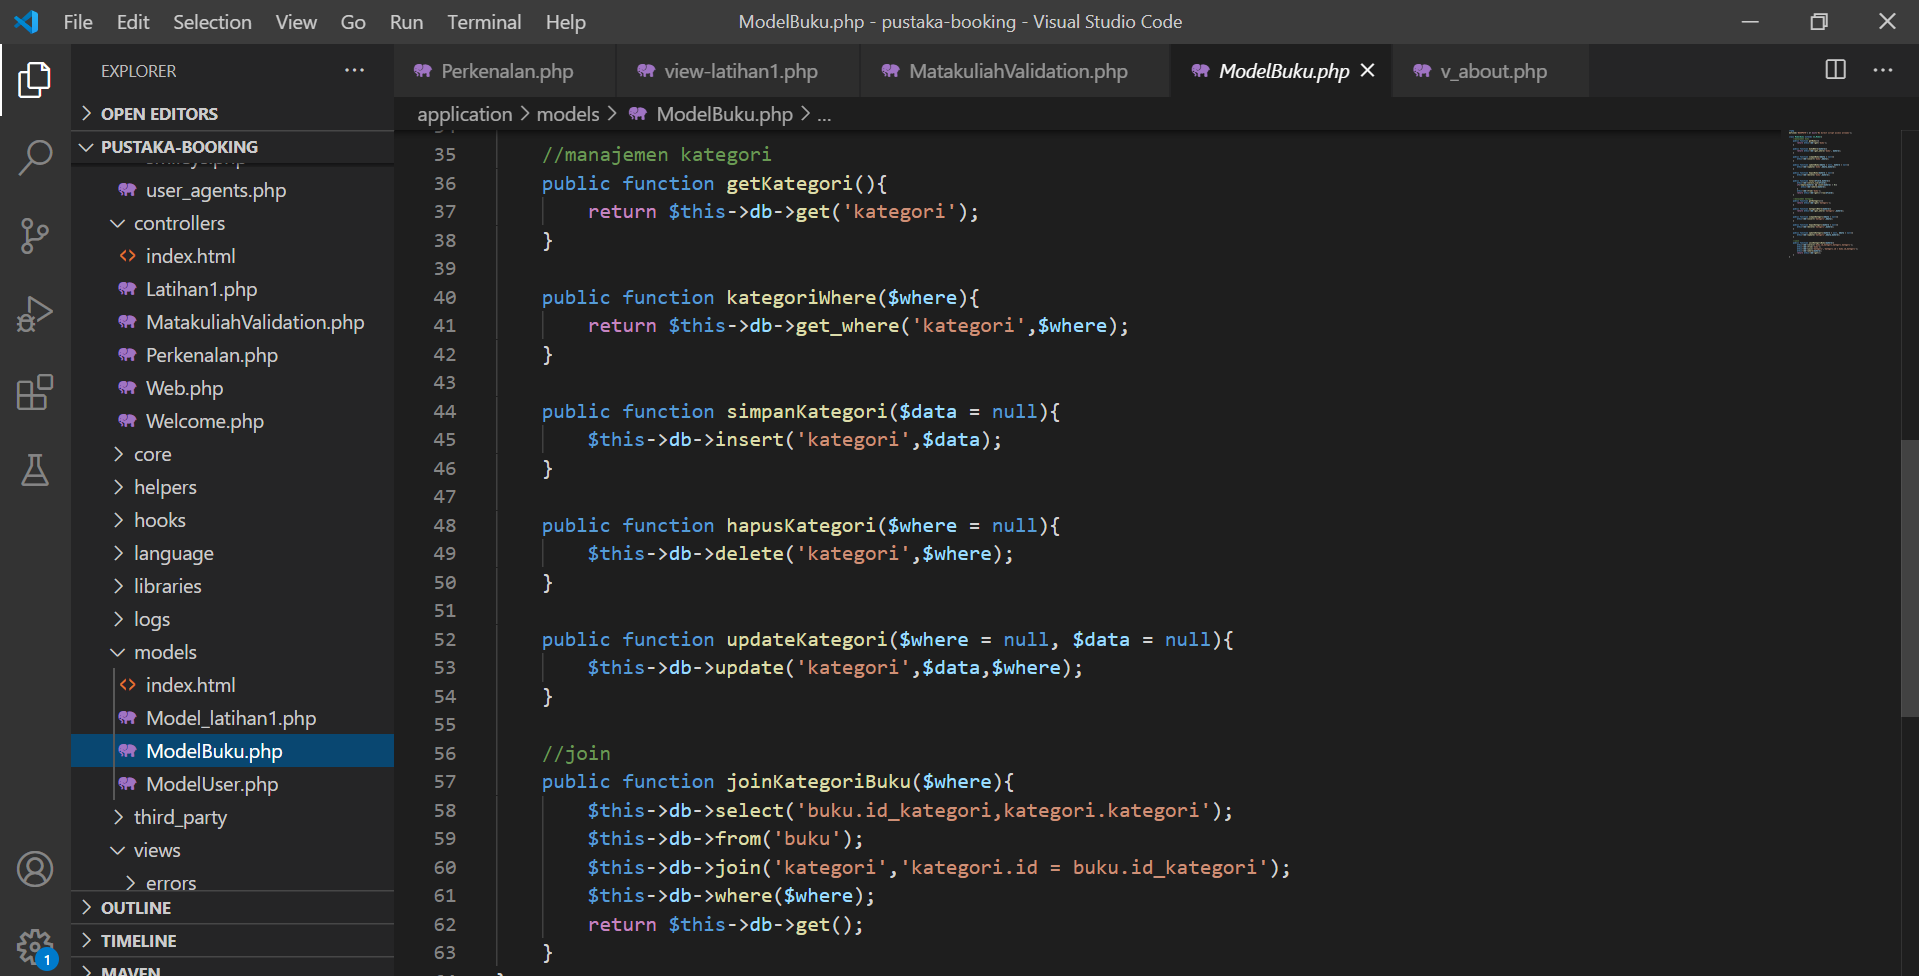 File Edit Selection View Go Run Terminal Help
ModelBuku.php - pustaka-booking - Visual Studio Code
EXPLORER
OPEN EDITORS
PUSTAKA-BOOKING
user_agents.php
controllers
index.html
Latihan1.php
MatakuliahValidation.php
Perkenalan.php
Web.php
Welcome.php
core
helpers
hooks
language
libraries
logs
models
index.html
Model_latihan1.php
ModelBuku.php
ModelUser.php
third_party
views
errors
OUTLINE
TIMELINE
MAVEN
1
Perkenalan.php view-latihan1.php MatakuliahValidation.php ModelBuku.php v_about.php
application > models > ModelBuku.php > ...
35 //manajemen kategori
36 public function getKategori(){
37 return $this->db->get('kategori');
38 }
39
40 public function kategoriWhere($where){
41 return $this->db->get_where('kategori',$where);
42 }
43
44 public function simpanKategori($data = null){
45 $this->db->insert('kategori',$data);
46 }
47
48 public function hapusKategori($where = null){
49 $this->db->delete('kategori',$where);
50 }
51
52 public function updateKategori($where = null, $data = null){
53 $this->db->update('kategori',$data,$where);
54 }
55
56 //join
57 public function joinKategoriBuku($where){
58 $this->db->select('buku.id_kategori,kategori.kategori');
59 $this->db->from('buku');
60 $this->db->join('kategori','kategori.id = buku.id_kategori');
61 $this->db->where($where);
62 return $this->db->get();
63 }